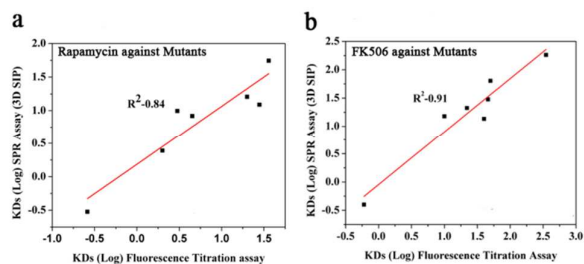 a
Rapamycin against Mutants
R²-0.84
KDs (Log) SPR Assay (3D SIP)
2.0
1.5
1.0
0.5
0.0
-0.5
-1.0 -0.5 0.0 0.5 1.0 1.5
KDs (Log) Fluorescence Titration assay
b
FK506 against Mutants
R²-0.91
KDs (Log) SPR Assay (3D SIP)
2.5
2.0
1.5
1.0
0.5
0.0
-0.5
-0.5 0.0 0.5 1.0 1.5 2.0 2.5 3.0
KDs (Log) Fluorescence Titration Assay